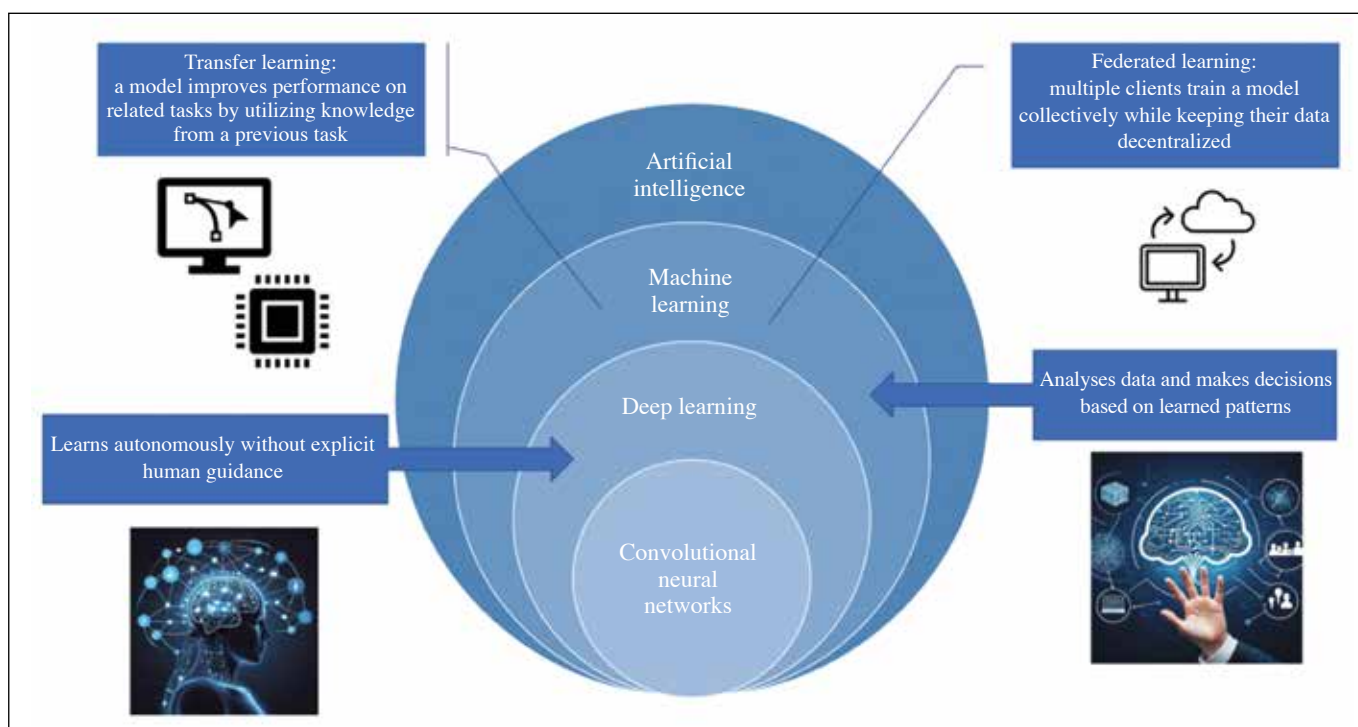 Transfer learning:
a model improves performance on
related tasks by utilizing knowledge
from a previous task
Federated learning:
multiple clients train a model
collectively while keeping their data
decentralized
Artificial
intelligence
Machine
learning
Analyses data and makes decisions
based on learned patterns
Deep learning
Learns autonomously without explicit
human guidance
Convolutional
neural
networks